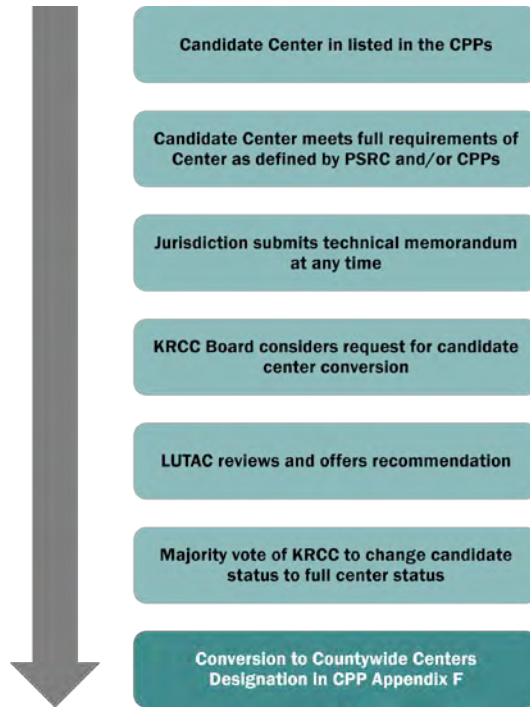 Candidate Center in listed in the CPPs
Candidate Center meets full requirements of
Center as defined by PSRC and/or CPPs
Jurisdiction submits technical memorandum
at any time
KRCC Board considers request for candidate
center conversion
LUTAC reviews and offers recommendation
Majority vote of KRCC to change candidate
status to full center status
Conversion to Countywide Centers
Designation in CPP Appendix F